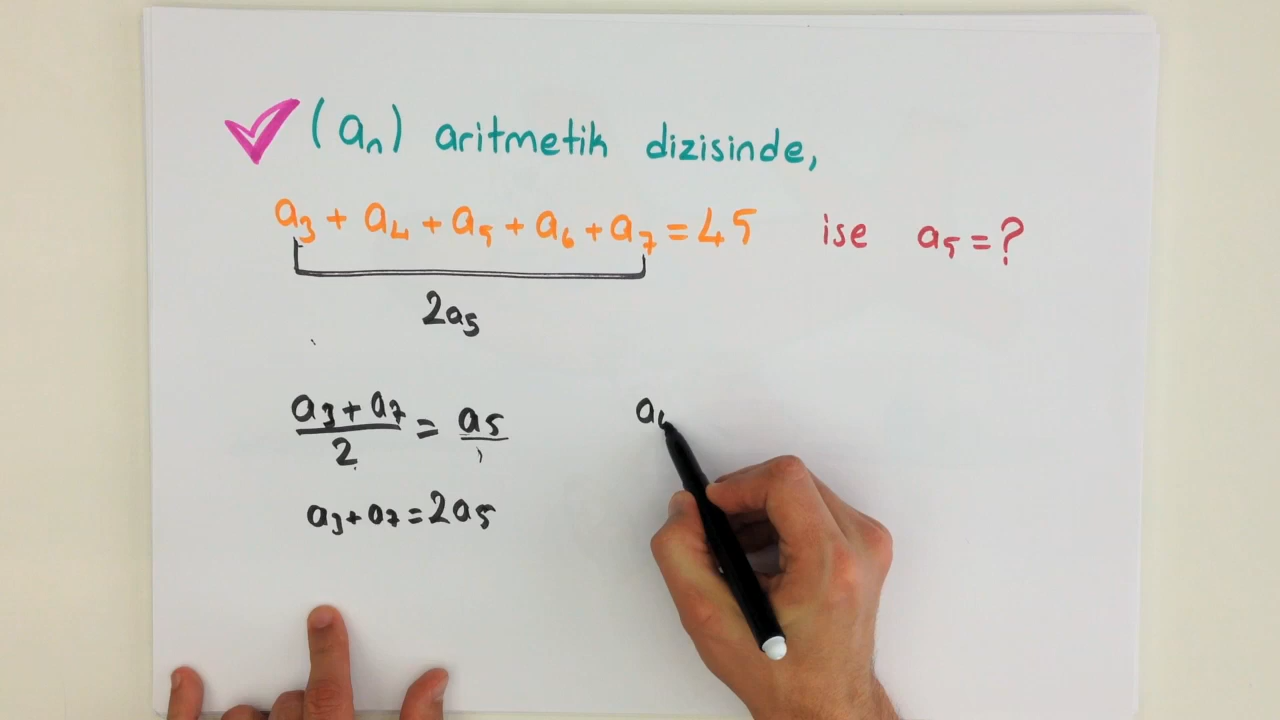 (aₙ) aritmetik dizisinde,
a₃ + a₄ + a₅ + a₆ + a₇ = 45 ise a₅ = ?
2a₅
(a₃ + a₇)/2 = a₅/1
a₃ + a₇ = 2a₅